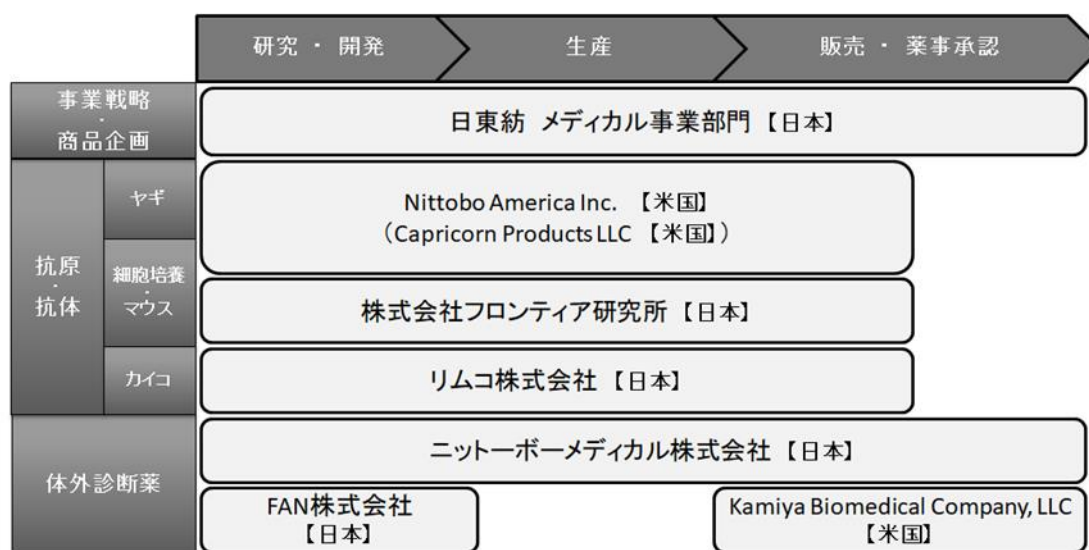 研究 ・ 開発
生産
販売 ・ 薬事承認
事業戦略
・
商品企画
日東紡 メディカル事業部門 【日本】
抗原
・
抗体
ヤギ
Nittobo America Inc. 【米国】
（Capricorn Products LLC 【米国】）
細胞培養
・
マウス
株式会社フロンティア研究所 【日本】
カイコ
リムコ株式会社 【日本】
体外診断薬
ニットーボーメディカル株式会社 【日本】
FAN株式会社
【日本】
Kamiya Biomedical Company, LLC
【米国】